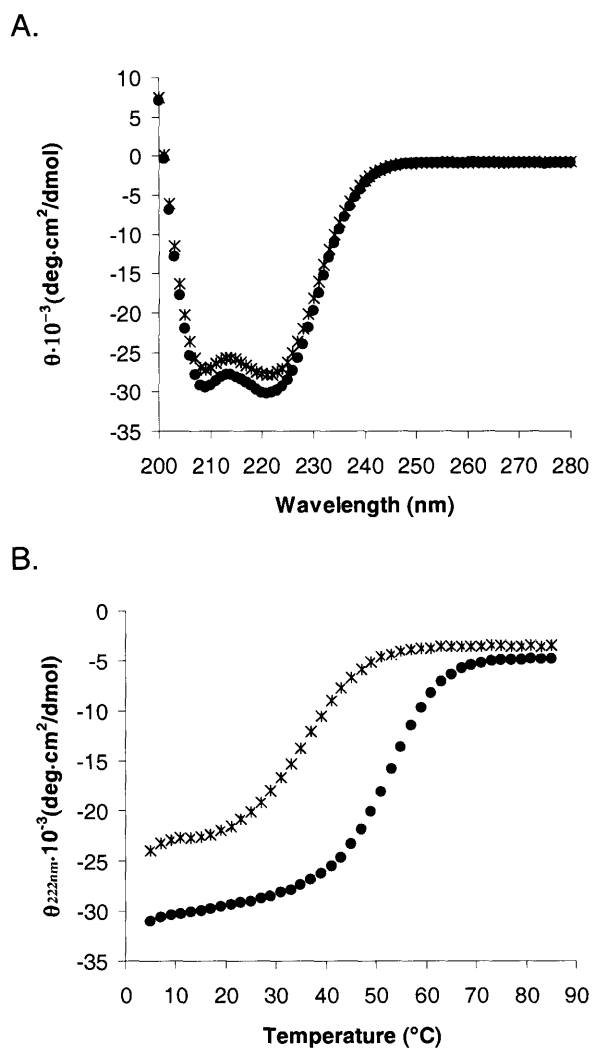 A.
θ·10⁻³(deg·cm²/dmol)
10
5
0
-5
-10
-15
-20
-25
-30
-35
200 210 220 230 240 250 260 270 280
Wavelength (nm)
B.
θ222nm·10⁻³(deg·cm²/dmol)
0
-5
-10
-15
-20
-25
-30
-35
0 10 20 30 40 50 60 70 80 90
Temperature (°C)